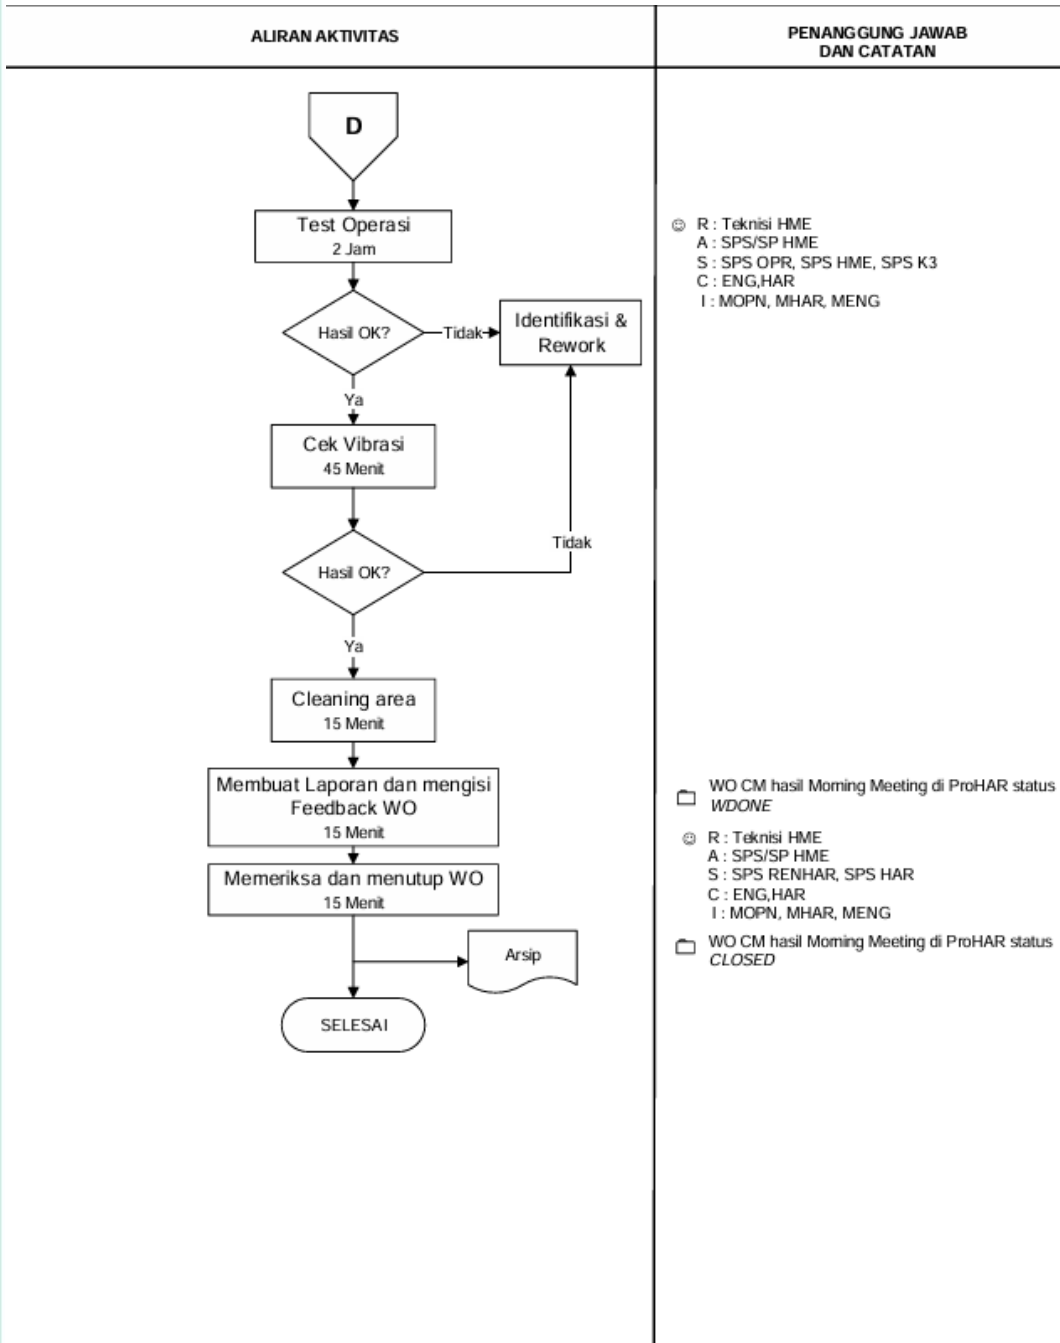 ALIRAN AKTIVITAS
PENANGGUNG JAWAB
DAN CATATAN
D
Test Operasi
2 Jam
R : Teknisi HME
A : SPS/SP HME
S : SPS OPR, SPS HME, SPS K3
C : ENG,HAR
I : MOPN, MHAR, MENG
Hasil OK?
Tidak
Identifikasi &
Rework
Ya
Cek Vibrasi
45 Menit
Hasil OK?
Tidak
Ya
Cleaning area
15 Menit
Membuat Laporan dan mengisi
Feedback WO
15 Menit
WO CM hasil Morning Meeting di ProHAR status
WDONE
R : Teknisi HME
A : SPS/SP HME
S : SPS RENHAR, SPS HAR
C : ENG,HAR
I : MOPN, MHAR, MENG
Memeriksa dan menutup WO
15 Menit
WO CM hasil Morning Meeting di ProHAR status
CLOSED
Arsip
SELESAI